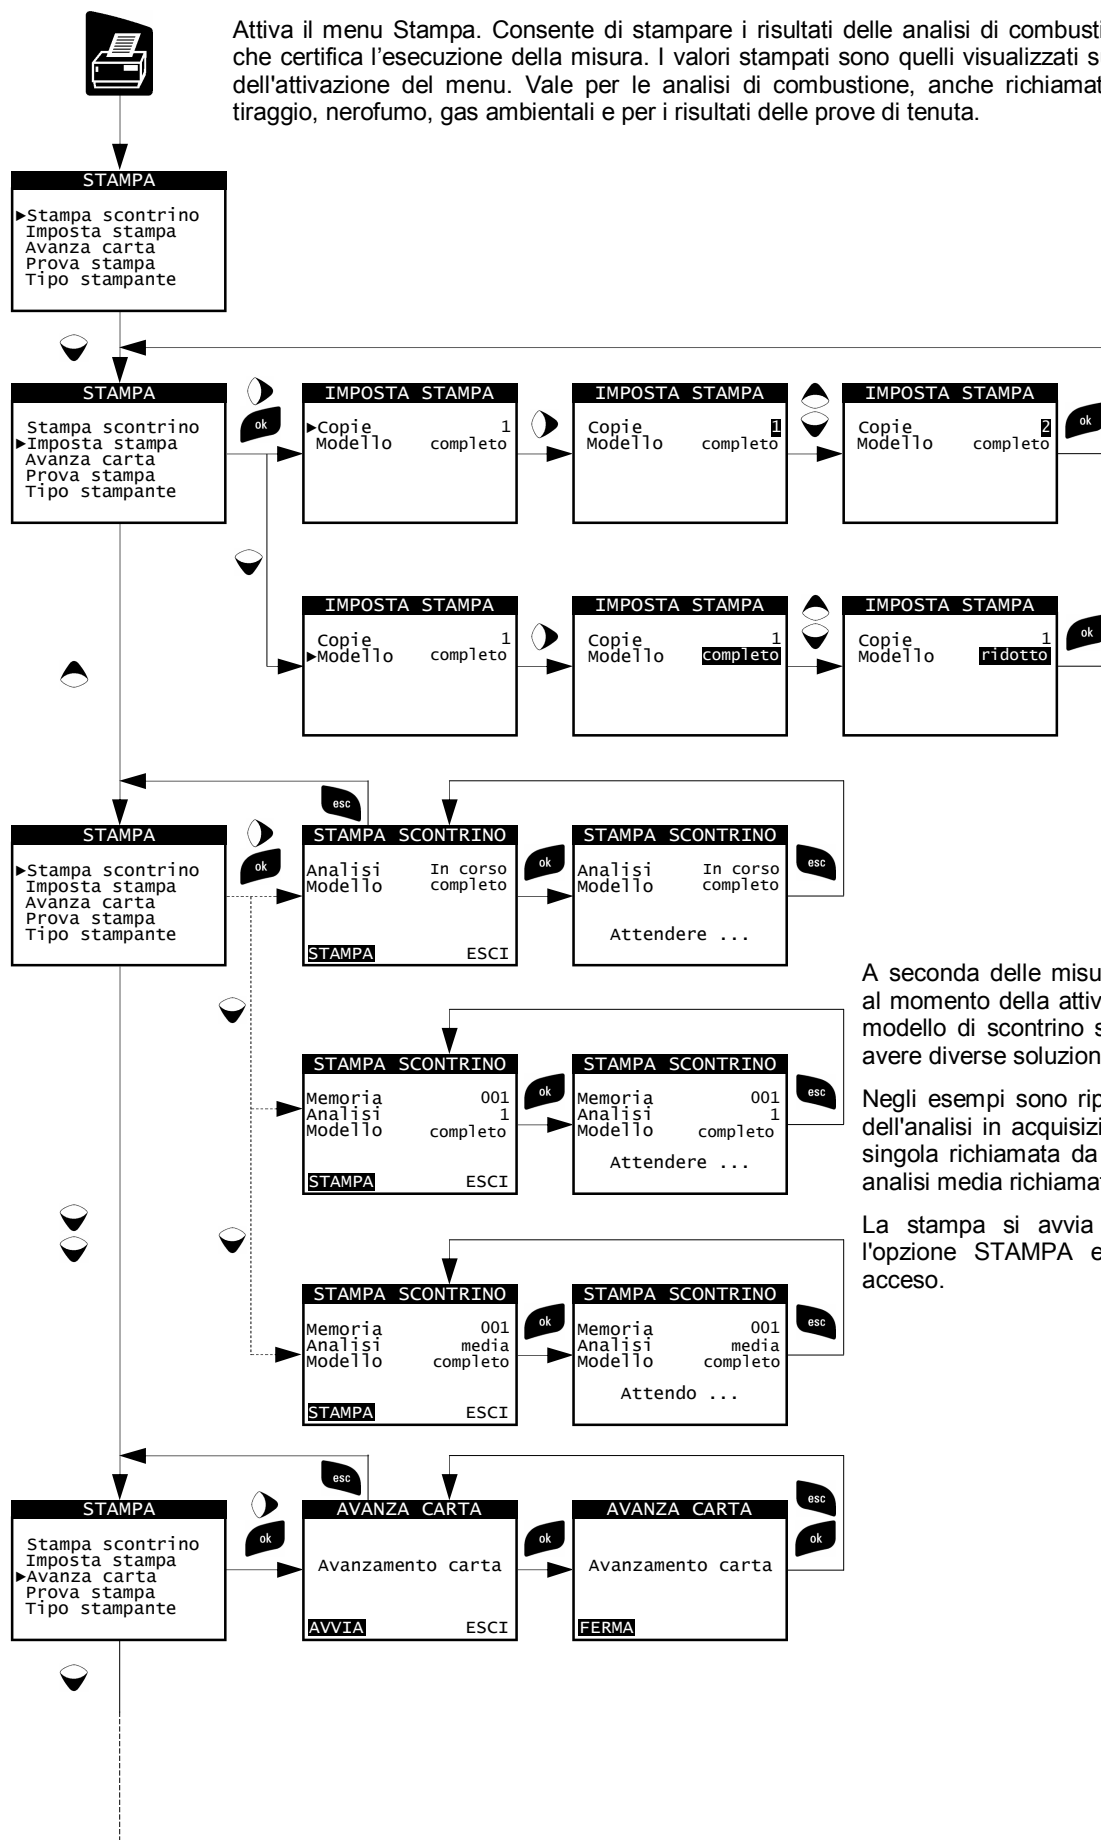 Attiva il menu Stampa. Consente di stampare i risultati delle analisi di
che certifica l'esecuzione della misura. I valori stampati sono quelli visualizzati
dell'attivazione del menu. Vale per le analisi di combustione, anche
tiraggio, nerofumo, gas ambientali e per i risultati delle prove di tenuta.
STAMPA
►Stampa scontrino
Imposta stampa
Avanza carta
Prova stampa
Tipo stampante
STAMPA
Stampa scontrino
►Imposta stampa
Avanza carta
Prova stampa
Tipo stampante
ok
IMPOSTA STAMPA
►Copie 1
Modello completo
IMPOSTA STAMPA
Copie 1
Modello completo
IMPOSTA STAMPA
Copie 2
Modello completo
ok
IMPOSTA STAMPA
Copie 1
►Modello completo
IMPOSTA STAMPA
Copie 1
Modello completo
IMPOSTA STAMPA
Copie 1
Modello ridotto
ok
STAMPA
►Stampa scontrino
Imposta stampa
Avanza carta
Prova stampa
Tipo stampante
ok
esc
STAMPA SCONTRINO
Analisi In corso
Modello completo
STAMPA ESCI
ok
STAMPA SCONTRINO
Analisi In corso
Modello completo
Attendere ...
esc
STAMPA SCONTRINO
Memoria 001
Analisi 1
Modello completo
STAMPA ESCI
ok
STAMPA SCONTRINO
Memoria 001
Analisi 1
Modello completo
Attendere ...
esc
STAMPA SCONTRINO
Memoria 001
Analisi media
Modello completo
STAMPA ESCI
ok
STAMPA SCONTRINO
Memoria 001
Analisi media
Modello completo
Attendo ...
esc
A seconda delle
al momento della
modello di scontrino
avere diverse
Negli esempi sono
dell'analisi in
singola richiamata da
analisi media
La stampa si avvia
l'opzione STAMPA e
acceso.
STAMPA
Stampa scontrino
Imposta stampa
►Avanza carta
Prova stampa
Tipo stampante
ok
esc
AVANZA CARTA
Avanzamento carta
AVVIA ESCI
ok
AVANZA CARTA
Avanzamento carta
FERMA
esc
ok